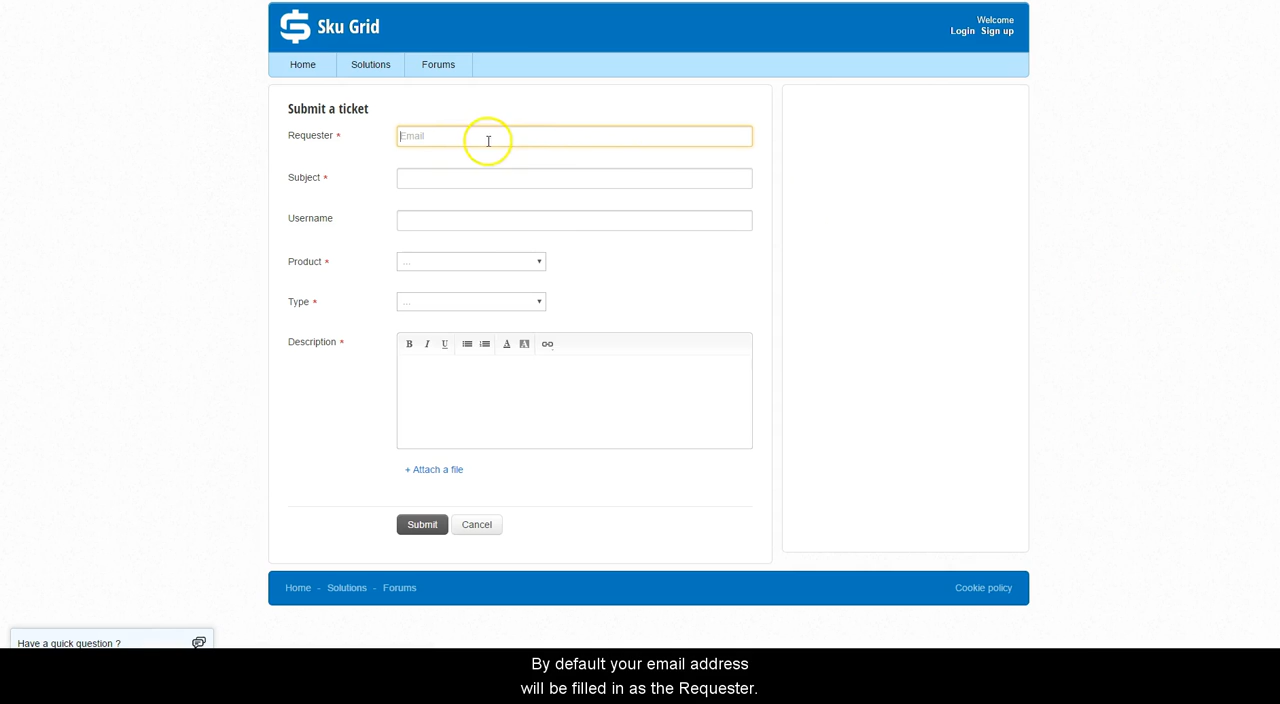 Sku Grid
Welcome
Login Sign up
Home Solutions Forums
Submit a ticket
Requester * Email
Subject *
Username
Product * ...
Type * ...
Description * B I U A A
+ Attach a file
Submit Cancel
Home - Solutions - Forums Cookie policy
Have a quick question ?
By default your email address
will be filled in as the Requester.